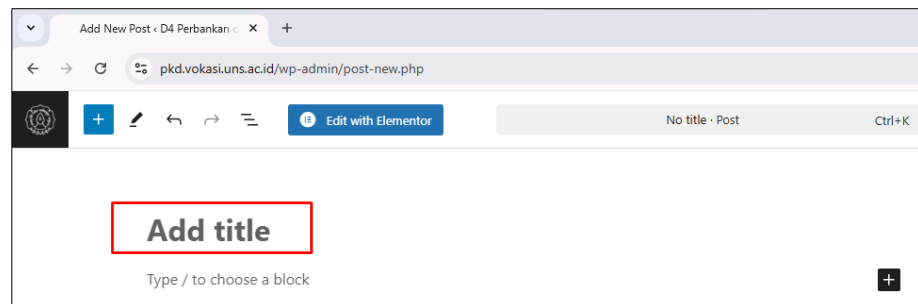 Add New Post ‹ D4 Perbankan
pkd.vokasi.uns.ac.id/wp-admin/post-new.php
Edit with Elementor
No title · Post
Ctrl+K
Add title
Type / to choose a block